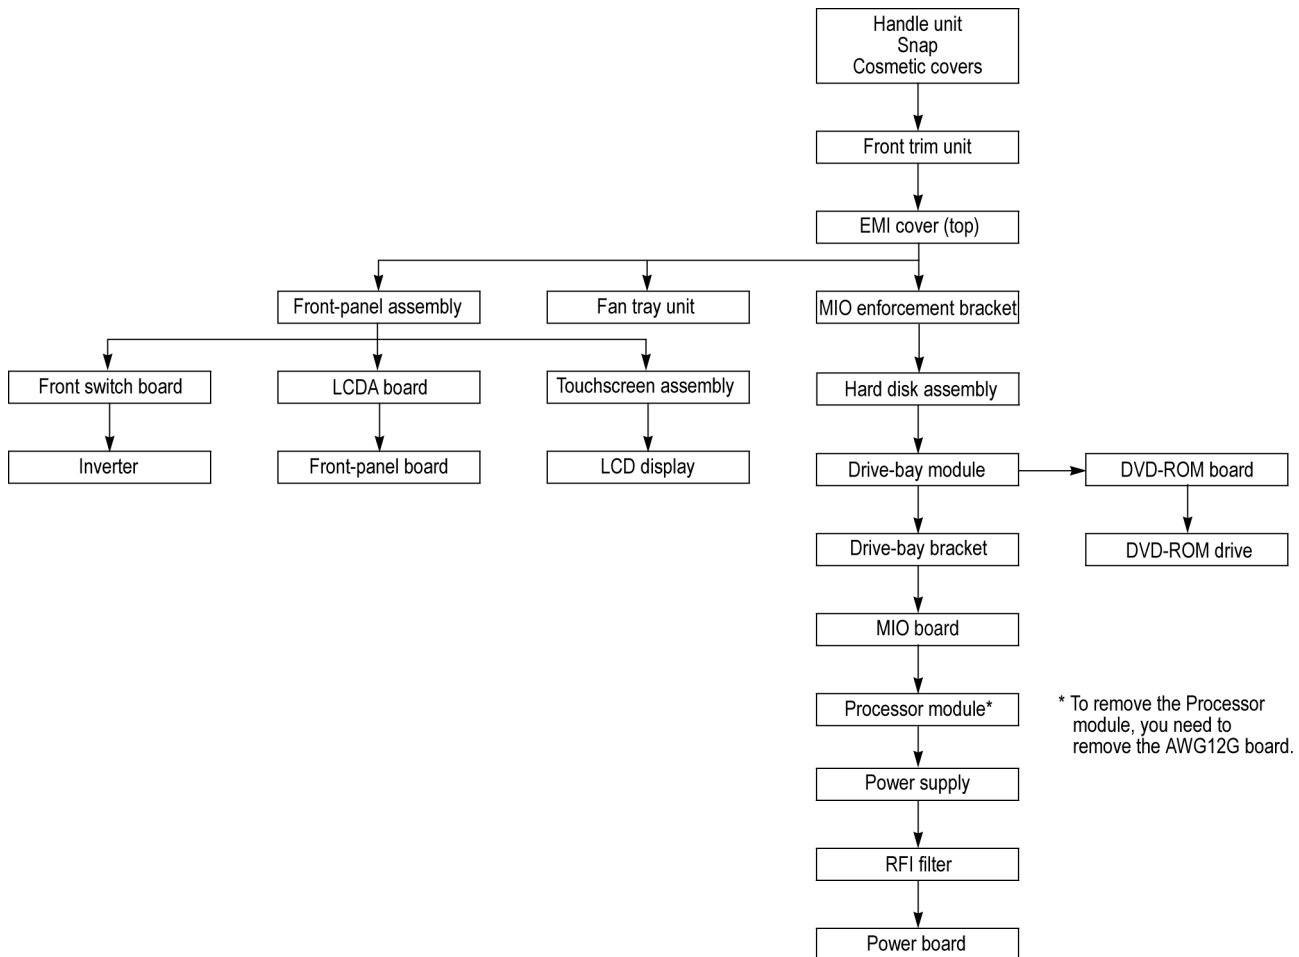 Handle unit
Snap
Cosmetic covers
Front trim unit
EMI cover (top)
Front-panel assembly
Fan tray unit
MIO enforcement bracket
Front switch board
LCDA board
Touchscreen assembly
Hard disk assembly
Inverter
Front-panel board
LCD display
Drive-bay module
DVD-ROM board
Drive-bay bracket
DVD-ROM drive
MIO board
Processor module*
* To remove the Processor
module, you need to
remove the AWG12G board.
Power supply
RFI filter
Power board